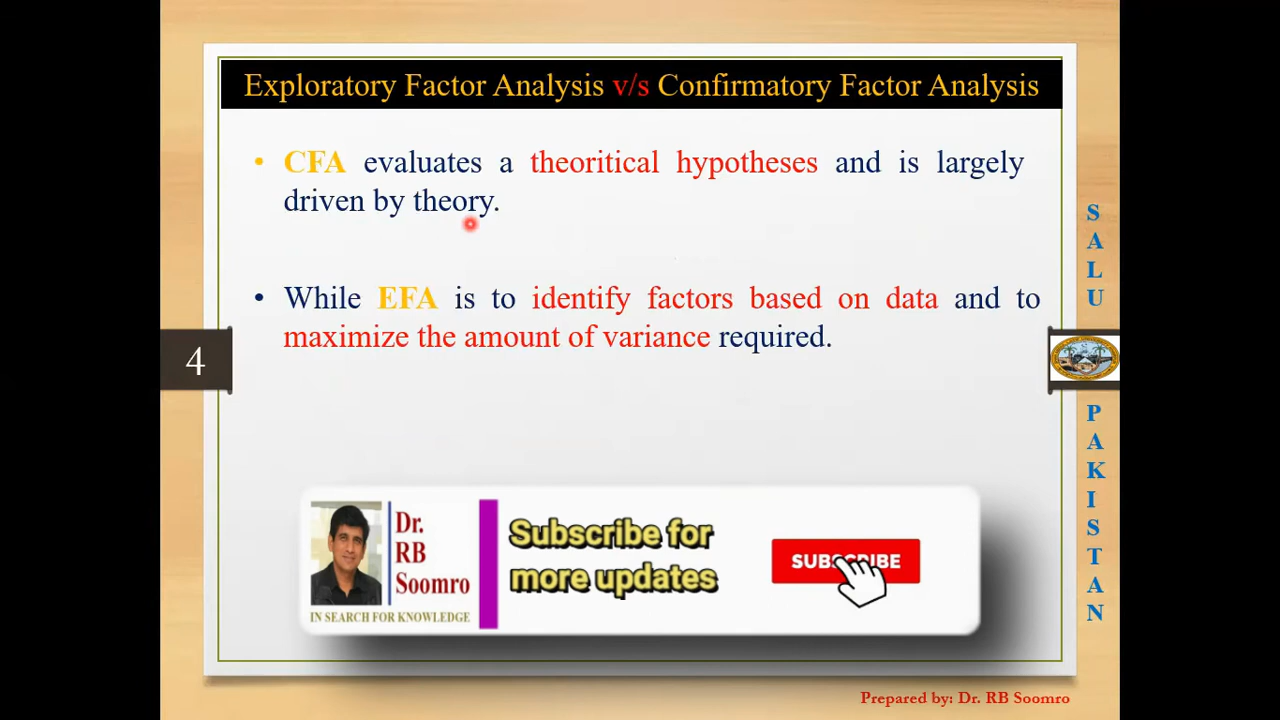 Exploratory Factor Analysis v/s Confirmatory Factor Analysis
• CFA evaluates a theoritical hypotheses and is largely
driven by theory.
• While EFA is to identify factors based on data and to
maximize the amount of variance required.
4
S
A
L
U
P
A
K
I
S
T
A
N
Dr.
RB
Soomro
IN SEARCH FOR KNOWLEDGE
Subscribe for
more updates
SUBSCRIBE
Prepared by: Dr. RB Soomro